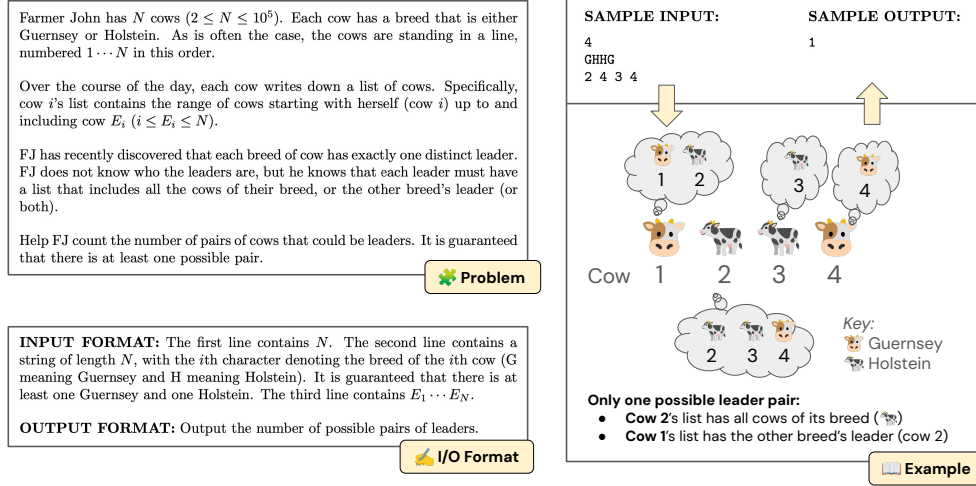 Farmer John has N cows (2 ≤ N ≤ 10⁵). Each cow has a breed that is either
Guernsey or Holstein. As is often the case, the cows are standing in a line,
numbered 1 ⋯ N in this order.
Over the course of the day, each cow writes down a list of cows. Specifically,
cow i's list contains the range of cows starting with herself (cow i) up to and
including cow Eᵢ (i ≤ Eᵢ ≤ N).
FJ has recently discovered that each breed of cow has exactly one distinct leader.
FJ does not know who the leaders are, but he knows that each leader must have
a list that includes all the cows of their breed, or the other breed's leader (or
both).
Help FJ count the number of pairs of cows that could be leaders. It is guaranteed
that there is at least one possible pair.
Problem
INPUT FORMAT: The first line contains N. The second line contains a
string of length N, with the ith character denoting the breed of the ith cow (G
meaning Guernsey and H meaning Holstein). It is guaranteed that there is at
least one Guernsey and one Holstein. The third line contains E₁ ⋯ E_N.
OUTPUT FORMAT: Output the number of possible pairs of leaders.
I/O Format
SAMPLE INPUT:
4
GHHG
2 4 3 4
SAMPLE OUTPUT:
1
1 2
3
4
Cow 1 2 3 4
2 3 4
Key:
Guernsey
Holstein
Only one possible leader pair:
● Cow 2's list has all cows of its breed ( )
● Cow 1's list has the other breed's leader (cow 2)
Example